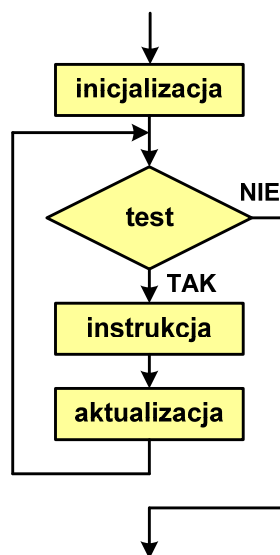 inicjalizacja
test
NIE
TAK
instrukcja
aktualizacja